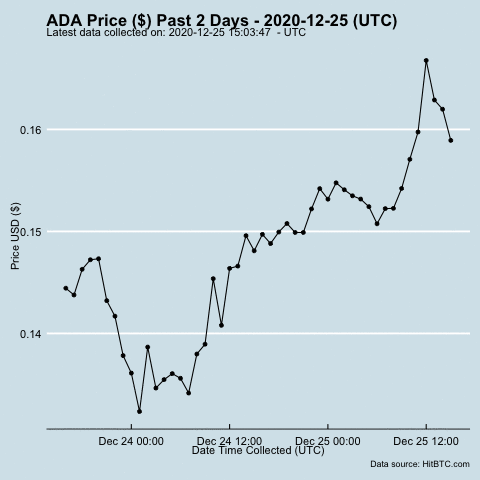 ADA Price ($) Past 2 Days - 2020-12-25 (UTC)
Latest data collected on: 2020-12-25 15:03:47  - UTC
0.16
0.15
0.14
Price USD ($)
Dec 24 00:00 Dec 24 12:00 Dec 25 00:00 Dec 25 12:00
Date Time Collected (UTC)
Data source: HitBTC.com